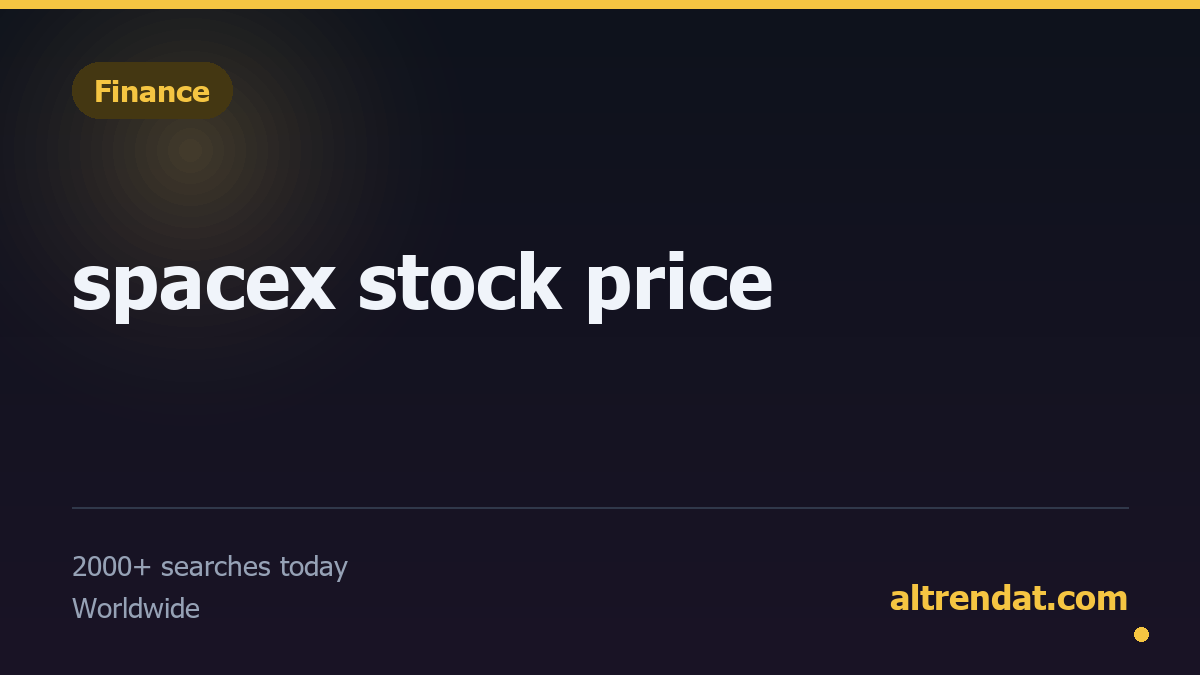 Finance
spacex stock price
2000+ searches today
Worldwide
altrendat.com